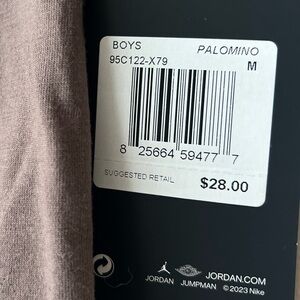 BOYS PALOMINO
95C122-X79 M
8 25664 59477 7
SUGGESTED RETAIL $28.00
JORDAN.COM
JORDAN JUMPMAN ©2023 Nike